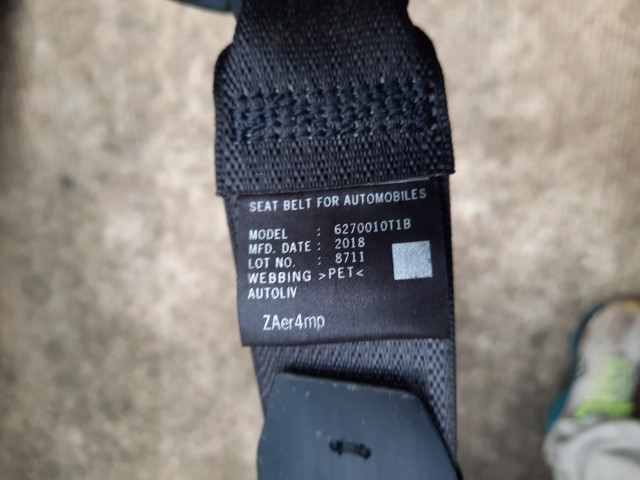 SEAT BELT FOR AUTOMOBILES
MODEL : 6270010T1B
MFD. DATE : 2018
LOT NO. : 8711
WEBBING >PET<
AUTOLIV
ZAer4mp